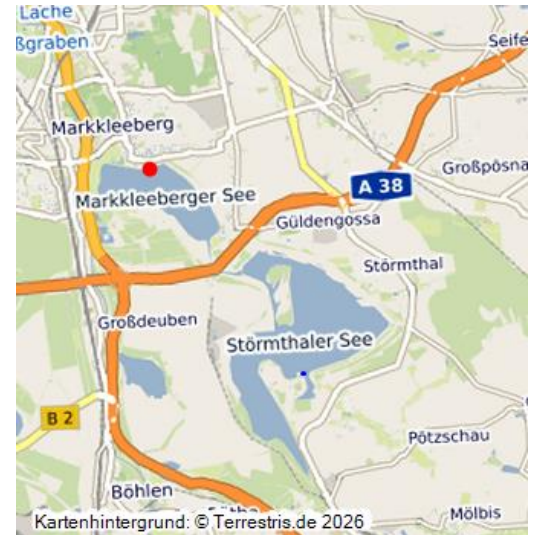 Lache
Bgraben
Seife
Markkleeberg
Großpösna
A 38
Markkleeberger See
Güldengossa
Störmthal
Großdeuben
Störmthaler See
B 2
Pötzschau
Böhlen
Mölbis
Kartenhintergrund: © Terrestris.de 2026